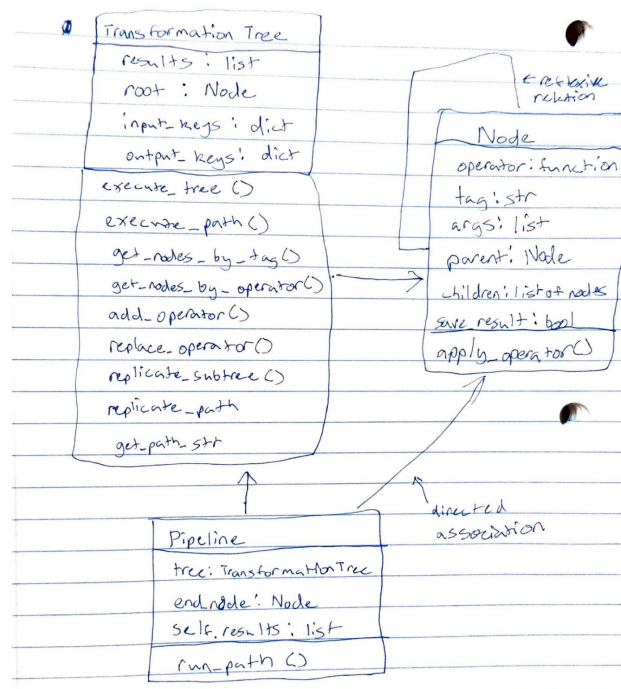 Transformation Tree
results : list
root : Node
input_keys : dict
output_keys : dict
execute_tree ()
execute_path ()
get_nodes_by_tag()
get_nodes_by_operator()
add_operator()
replace_operator()
replicate_subtree()
replicate_path
get_path_str
← reflexive
relation
Node
operator: function
tag: str
args: list
parent: Node
children: list of nodes
save_result: bool
apply_operator()
directed
association
Pipeline
tree: TransformationTree
end_node: Node
self.results : list
run_path ()